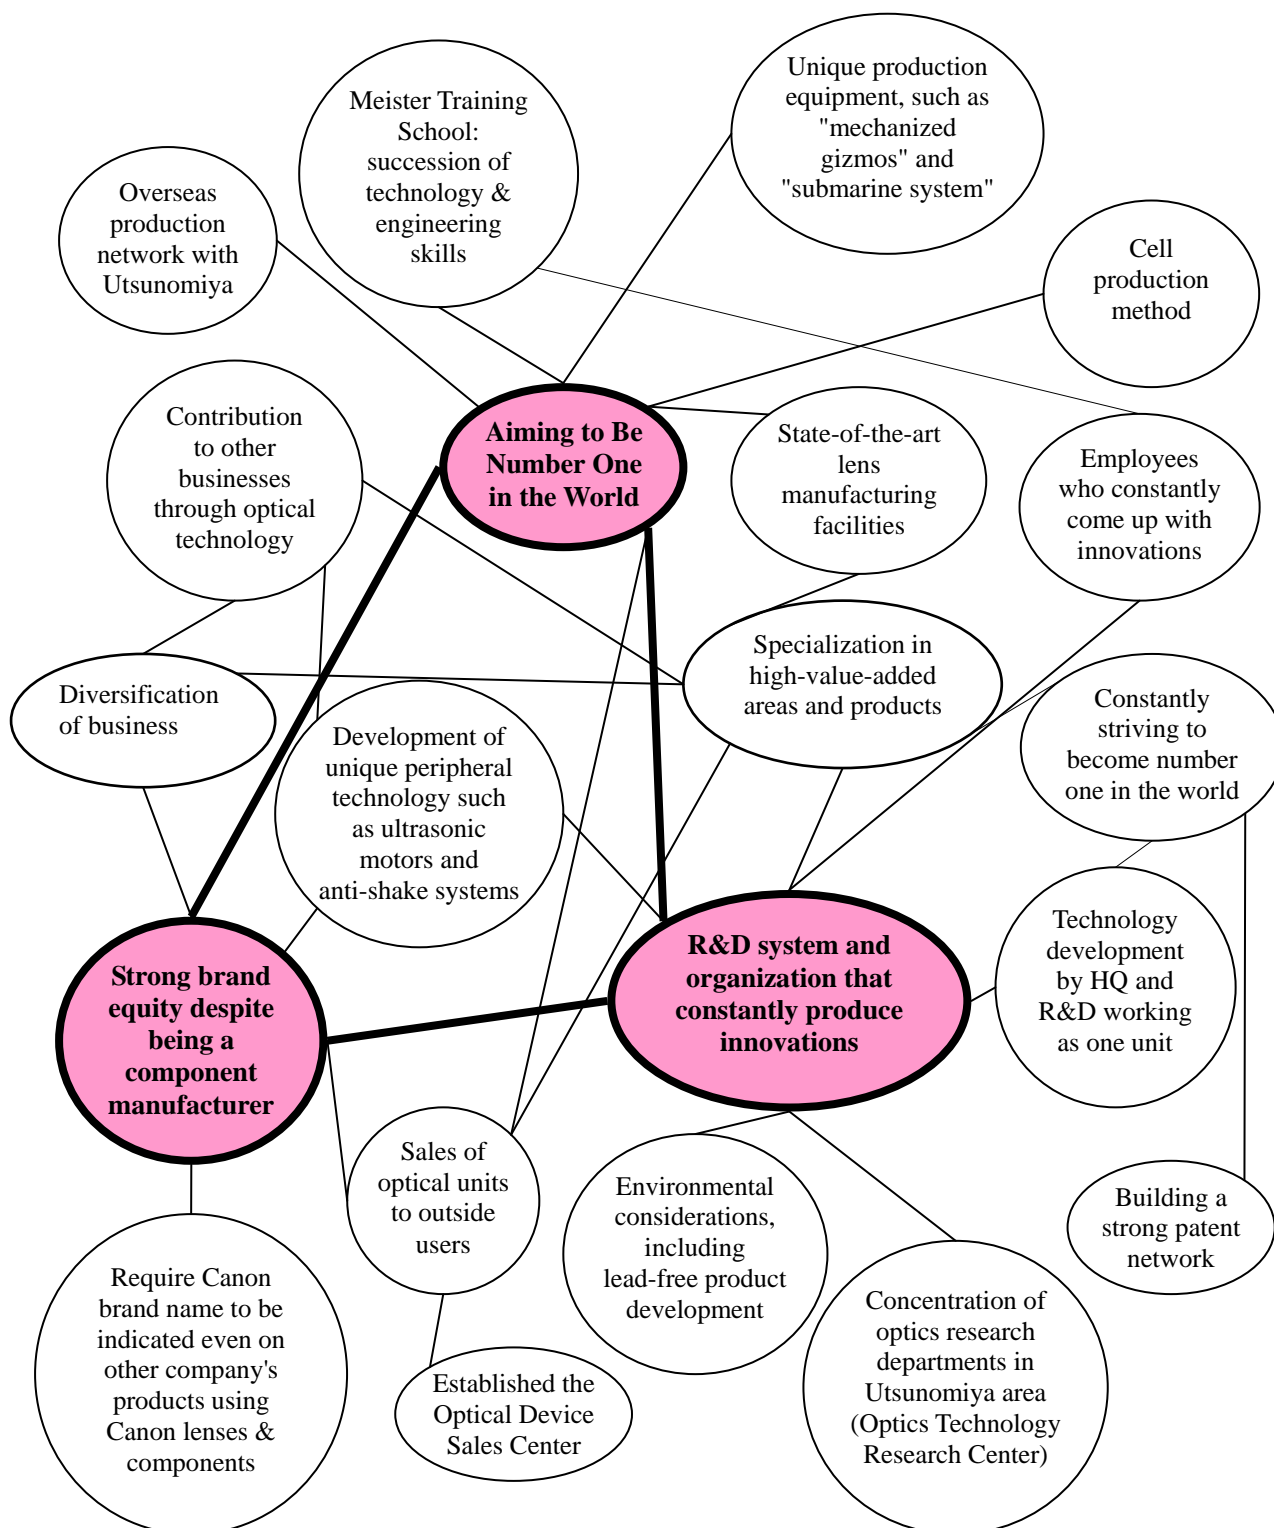 Unique production
equipment, such as
"mechanized
gizmos" and
"submarine system"
Meister Training
School:
succession of
technology &
engineering
skills
Overseas
production
network with
Utsunomiya
Cell
production
method
Contribution
to other
businesses
through optical
technology
Aiming to Be
Number One
in the World
State-of-the-art
lens
manufacturing
facilities
Employees
who constantly
come up with
innovations
Diversification
of business
Specialization in
high-value-added
areas and products
Constantly
striving to
become number
one in the world
Development of
unique peripheral
technology such
as ultrasonic
motors and
anti-shake systems
Strong brand
equity despite
being a
component
manufacturer
R&D system and
organization that
constantly produce
innovations
Technology
development
by HQ and
R&D working
as one unit
Sales of
optical units
to outside
users
Environmental
considerations,
including
lead-free product
development
Building a
strong patent
network
Require Canon
brand name to be
indicated even on
other company's
products using
Canon lenses &
components
Established the
Optical Device
Sales Center
Concentration of
optics research
departments in
Utsunomiya area
(Optics Technology
Research Center)